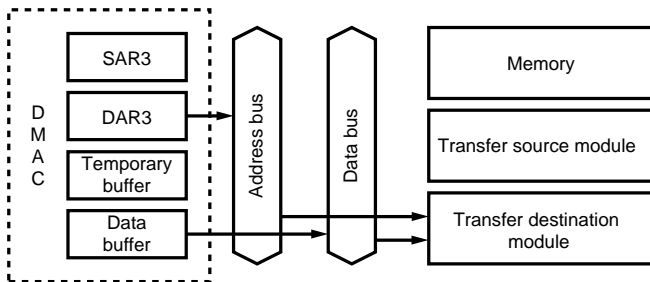 D
M
A
C
SAR3
DAR3
Temporary
buffer
Data
buffer
Address bus
Data bus
Memory
Transfer source module
Transfer destination
module